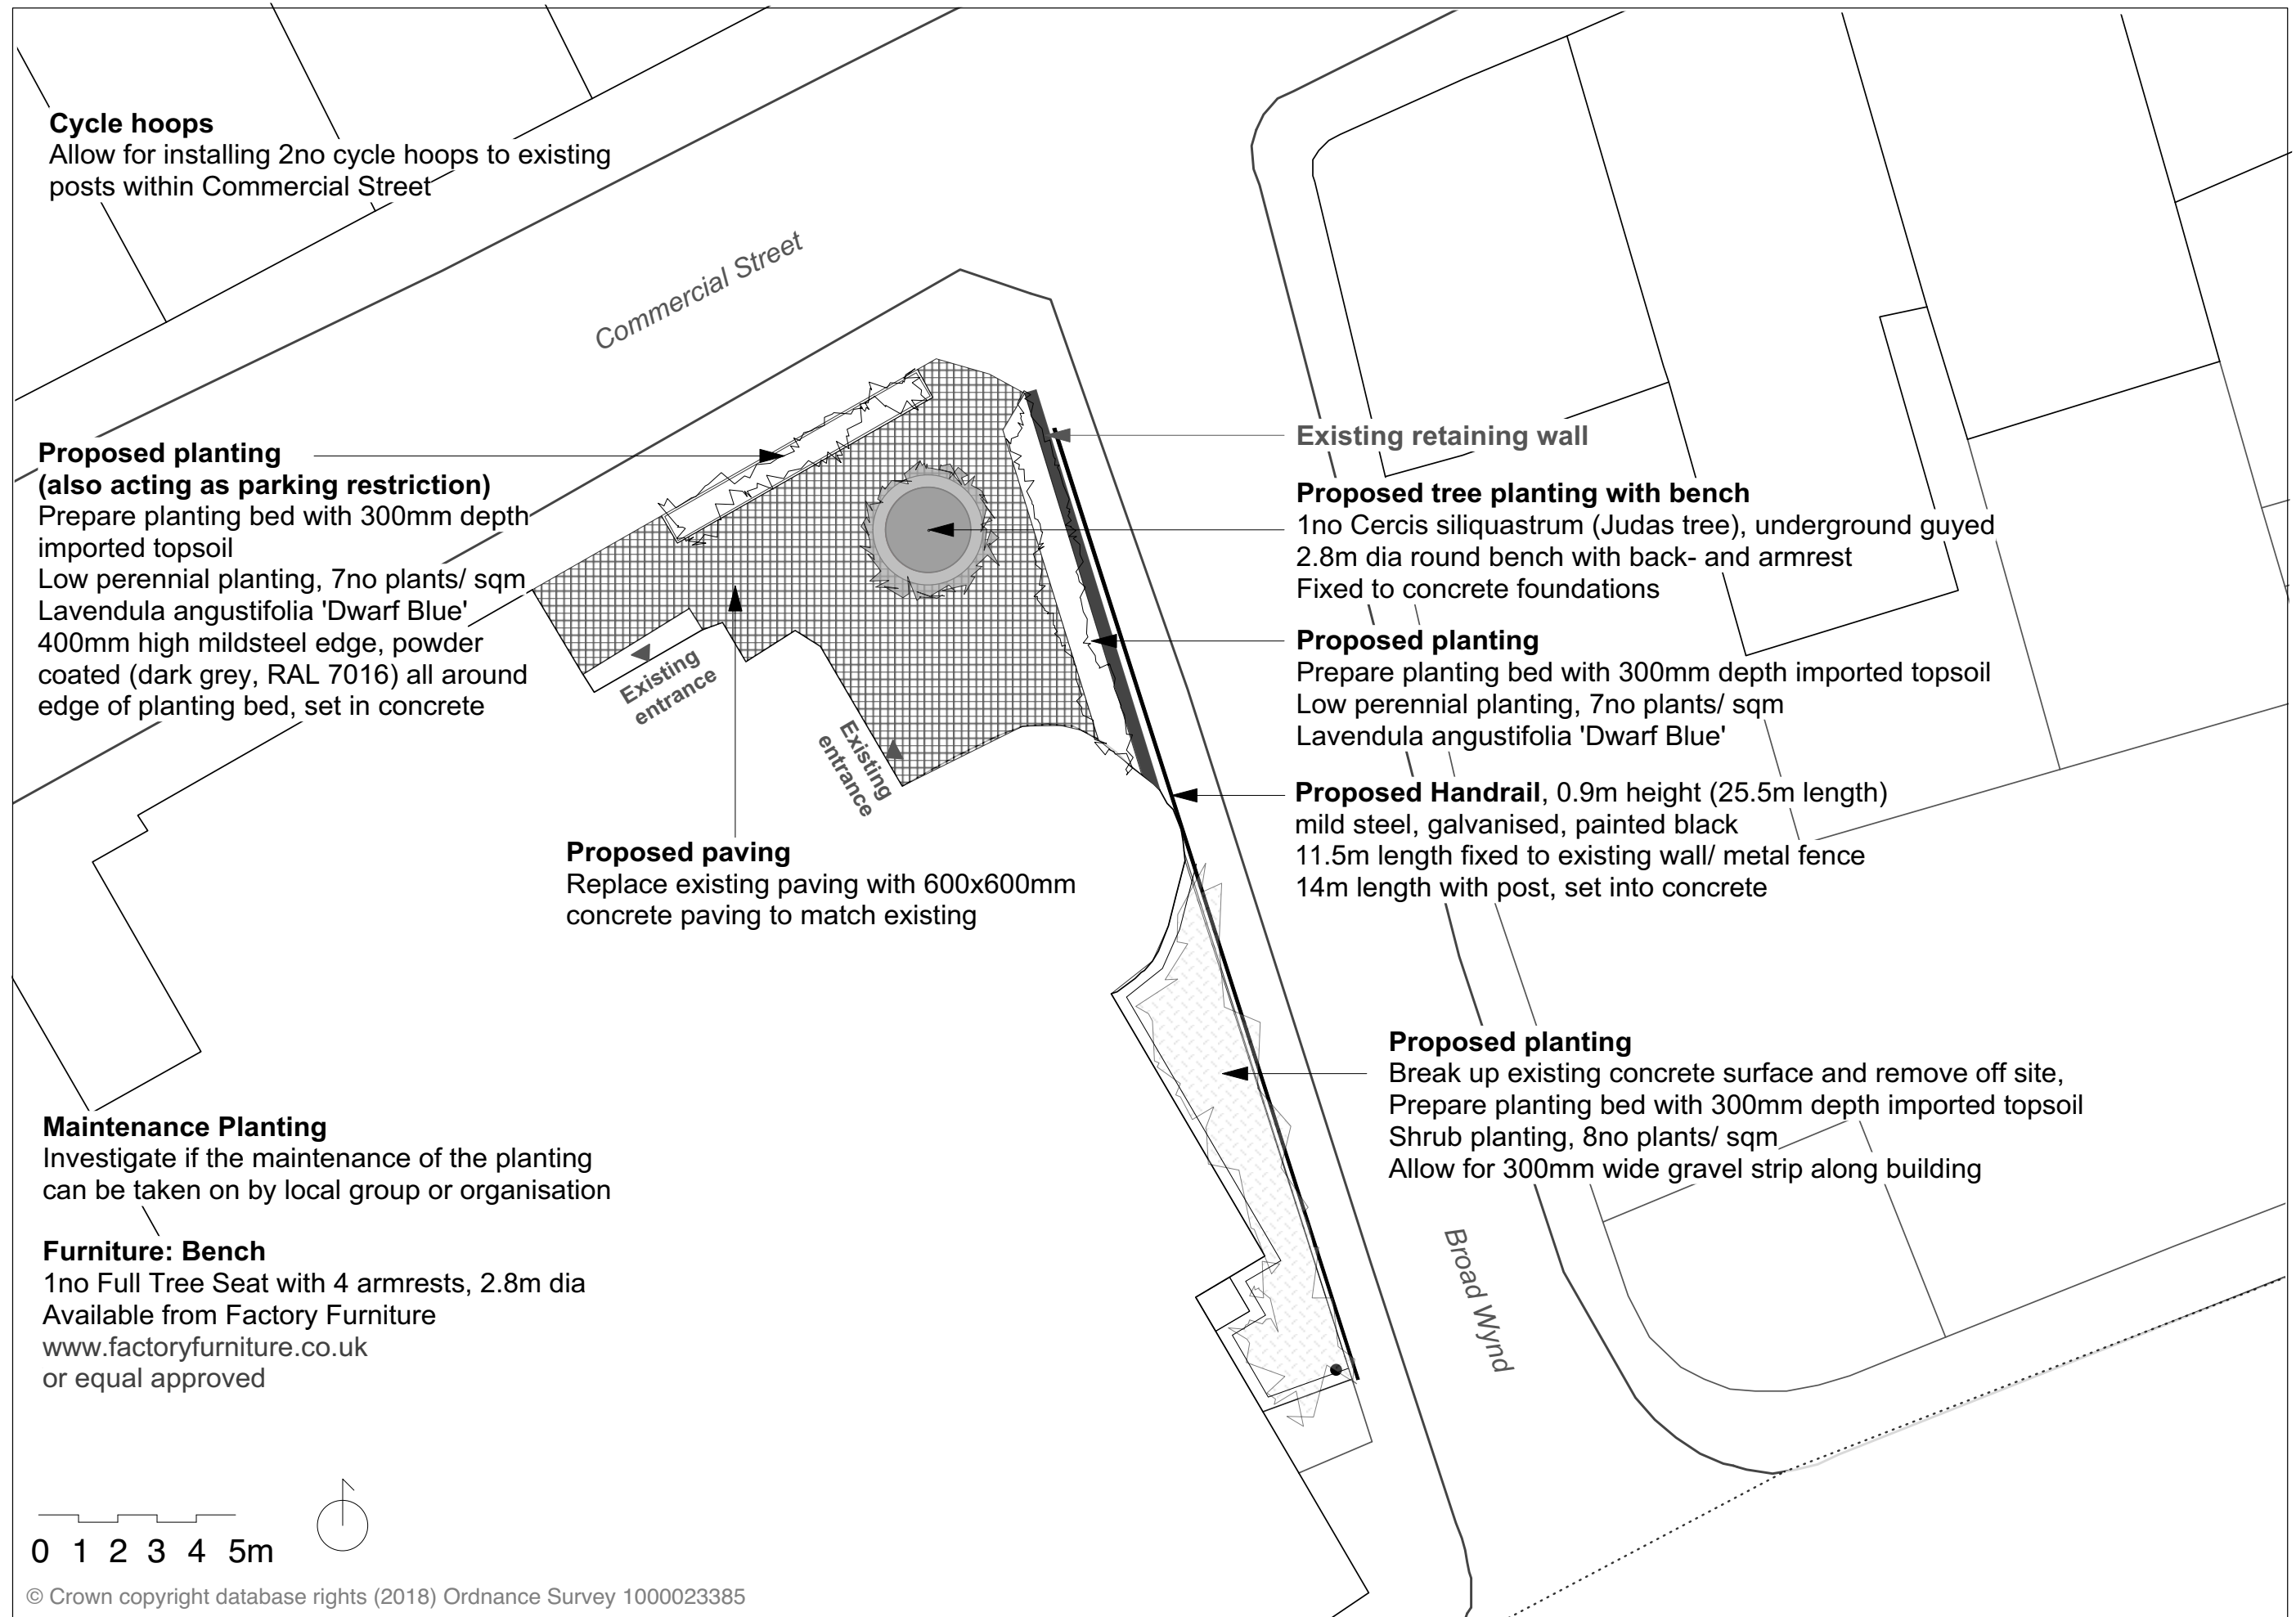 Cycle hoops
Allow for installing 2no cycle hoops to existing
posts within Commercial Street
Commercial Street
Proposed planting
(also acting as parking restriction)
Prepare planting bed with 300mm depth
imported topsoil
Low perennial planting, 7no plants/ sqm
Lavendula angustifolia 'Dwarf Blue'
400mm high mildsteel edge, powder
coated (dark grey, RAL 7016) all around
edge of planting bed, set in concrete
Existing
entrance
Existing
entrance
Proposed paving
Replace existing paving with 600x600mm
concrete paving to match existing
Existing retaining wall
Proposed tree planting with bench
1no Cercis siliquastrum (Judas tree), underground guyed
2.8m dia round bench with back- and armrest
Fixed to concrete foundations
Proposed planting
Prepare planting bed with 300mm depth imported topsoil
Low perennial planting, 7no plants/ sqm
Lavendula angustifolia 'Dwarf Blue'
Proposed Handrail, 0.9m height (25.5m length)
mild steel, galvanised, painted black
11.5m length fixed to existing wall/ metal fence
14m length with post, set into concrete
Proposed planting
Break up existing concrete surface and remove off site,
Prepare planting bed with 300mm depth imported topsoil
Shrub planting, 8no plants/ sqm
Allow for 300mm wide gravel strip along building
Broad Wynd
Maintenance Planting
Investigate if the maintenance of the planting
can be taken on by local group or organisation
Furniture: Bench
1no Full Tree Seat with 4 armrests, 2.8m dia
Available from Factory Furniture
www.factoryfurniture.co.uk
or equal approved
0 1 2 3 4 5m
© Crown copyright database rights (2018) Ordnance Survey 1000023385